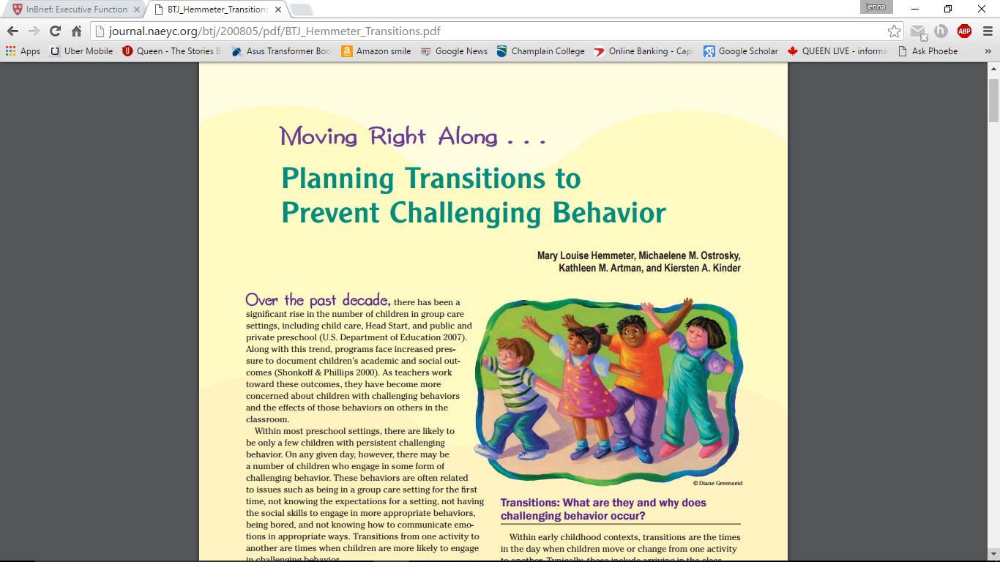 InBrief: Executive Function
BTJ_Hemmeter_Transitions
jenna
journal.naeyc.org/btj/200805/pdf/BTJ_Hemmeter_Transitions.pdf
ABP
Apps
Uber Mobile
Queen - The Stories B
Asus Transformer Boo
Amazon smile
Google News
Champlain College
Online Banking - Capi
Google Scholar
QUEEN LIVE - informa
Ask Phoebe
»
Moving Right Along . . .
Planning Transitions to
Prevent Challenging Behavior
Mary Louise Hemmeter, Michaelene M. Ostrosky,
Kathleen M. Artman, and Kiersten A. Kinder
Over the past decade, there has been a
significant rise in the number of children in group care
settings, including child care, Head Start, and public and
private preschool (U.S. Department of Education 2007).
Along with this trend, programs face increased pres-
sure to document children's academic and social out-
comes (Shonkoff & Phillips 2000). As teachers work
toward these outcomes, they have become more
concerned about children with challenging behaviors
and the effects of those behaviors on others in the
classroom.
Within most preschool settings, there are likely to
be only a few children with persistent challenging
behavior. On any given day, however, there may be
a number of children who engage in some form of
challenging behavior. These behaviors are often related
to issues such as being in a group care setting for the first
time, not knowing the expectations for a setting, not having
the social skills to engage in more appropriate behaviors,
being bored, and not knowing how to communicate emo-
tions in appropriate ways. Transitions from one activity to
another are times when children are more likely to engage
in challenging behavior.
© Diane Greenseid
Transitions: What are they and why does
challenging behavior occur?
Within early childhood contexts, transitions are the times
in the day when children move or change from one activity
to another. Typically, these include arriving in the class-